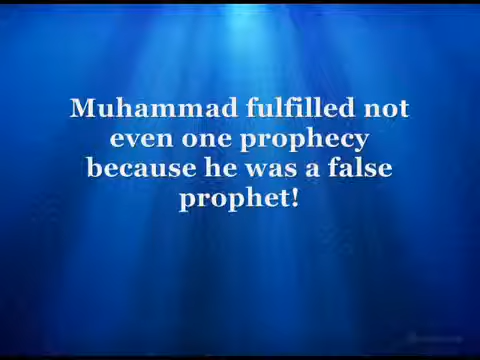 Muhammad fulfilled not
even one prophecy
because he was a false
prophet!